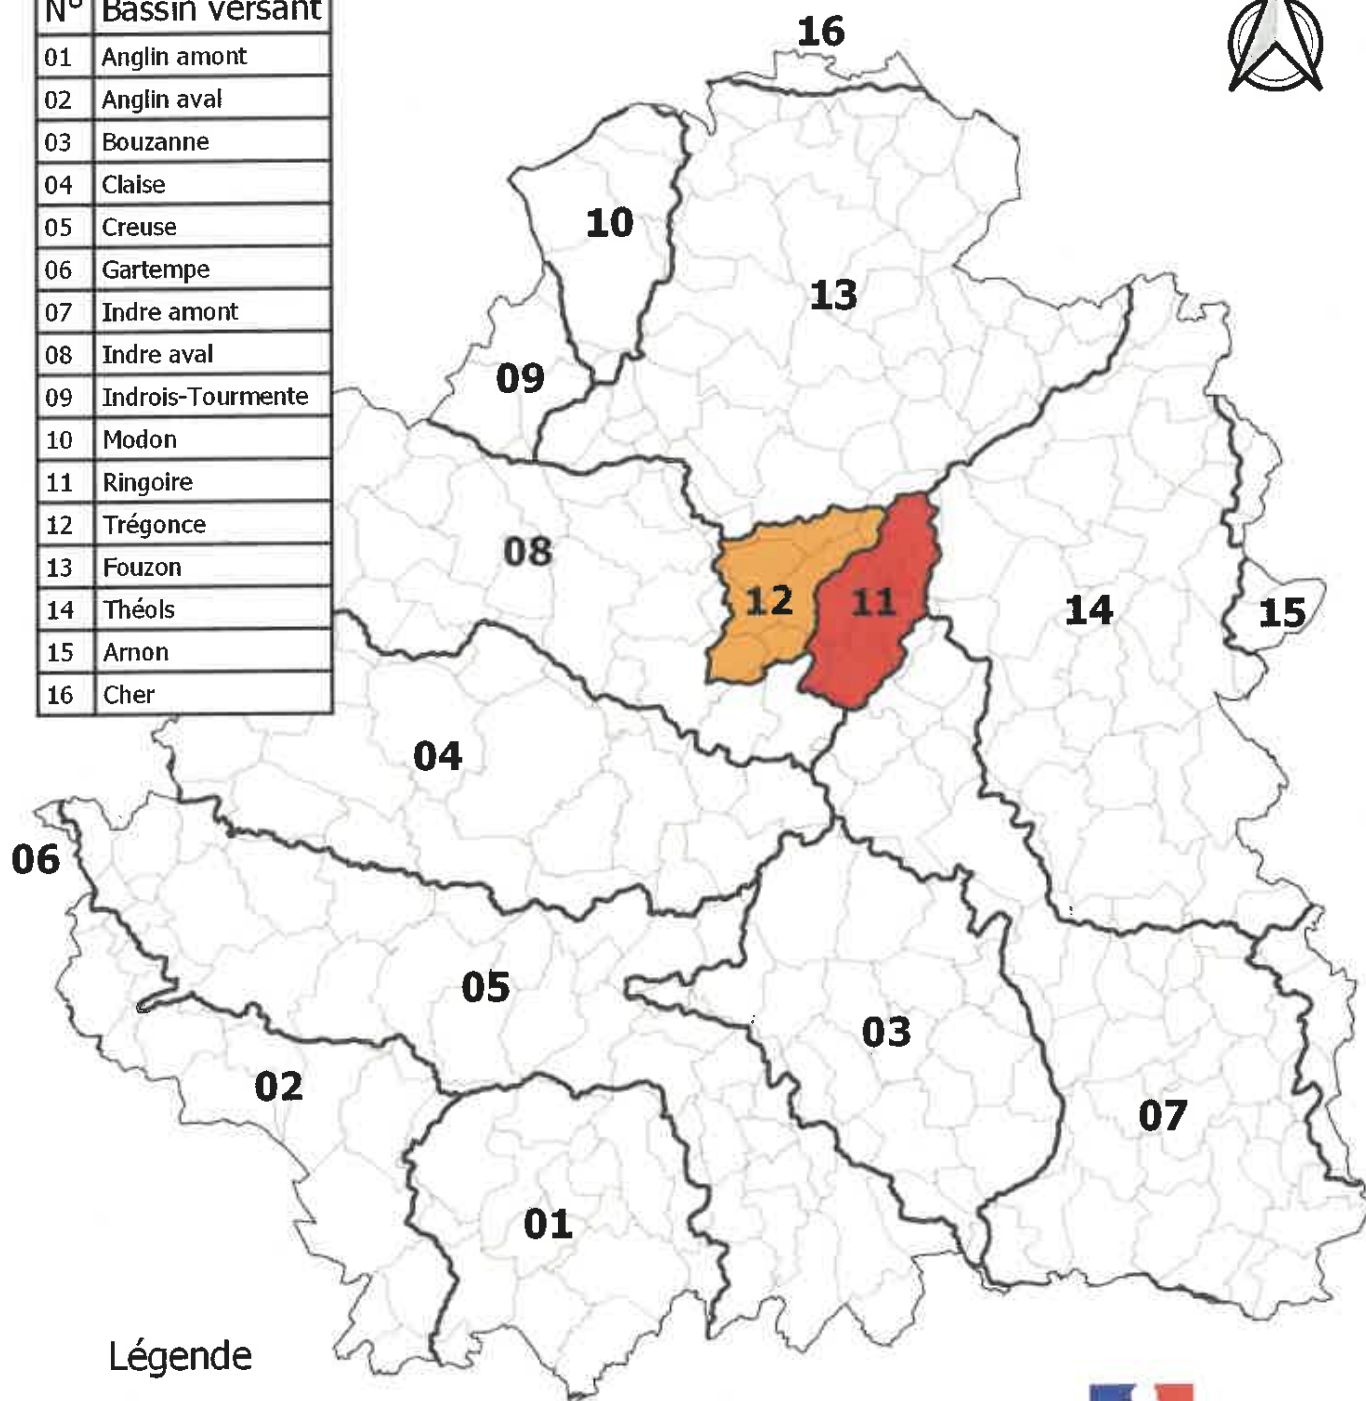 N° Bassin versant
01 Anglin amont
02 Anglin aval
03 Bouzanne
04 Claise
05 Creuse
06 Gartempe
07 Indre amont
08 Indre aval
09 Indrois-Tourmente
10 Modon
11 Ringoire
12 Trégonce
13 Fouzon
14 Théols
15 Arnon
16 Cher
16
10
13
09
08
12
11
14
15
04
06
05
03
02
07
01
Légende